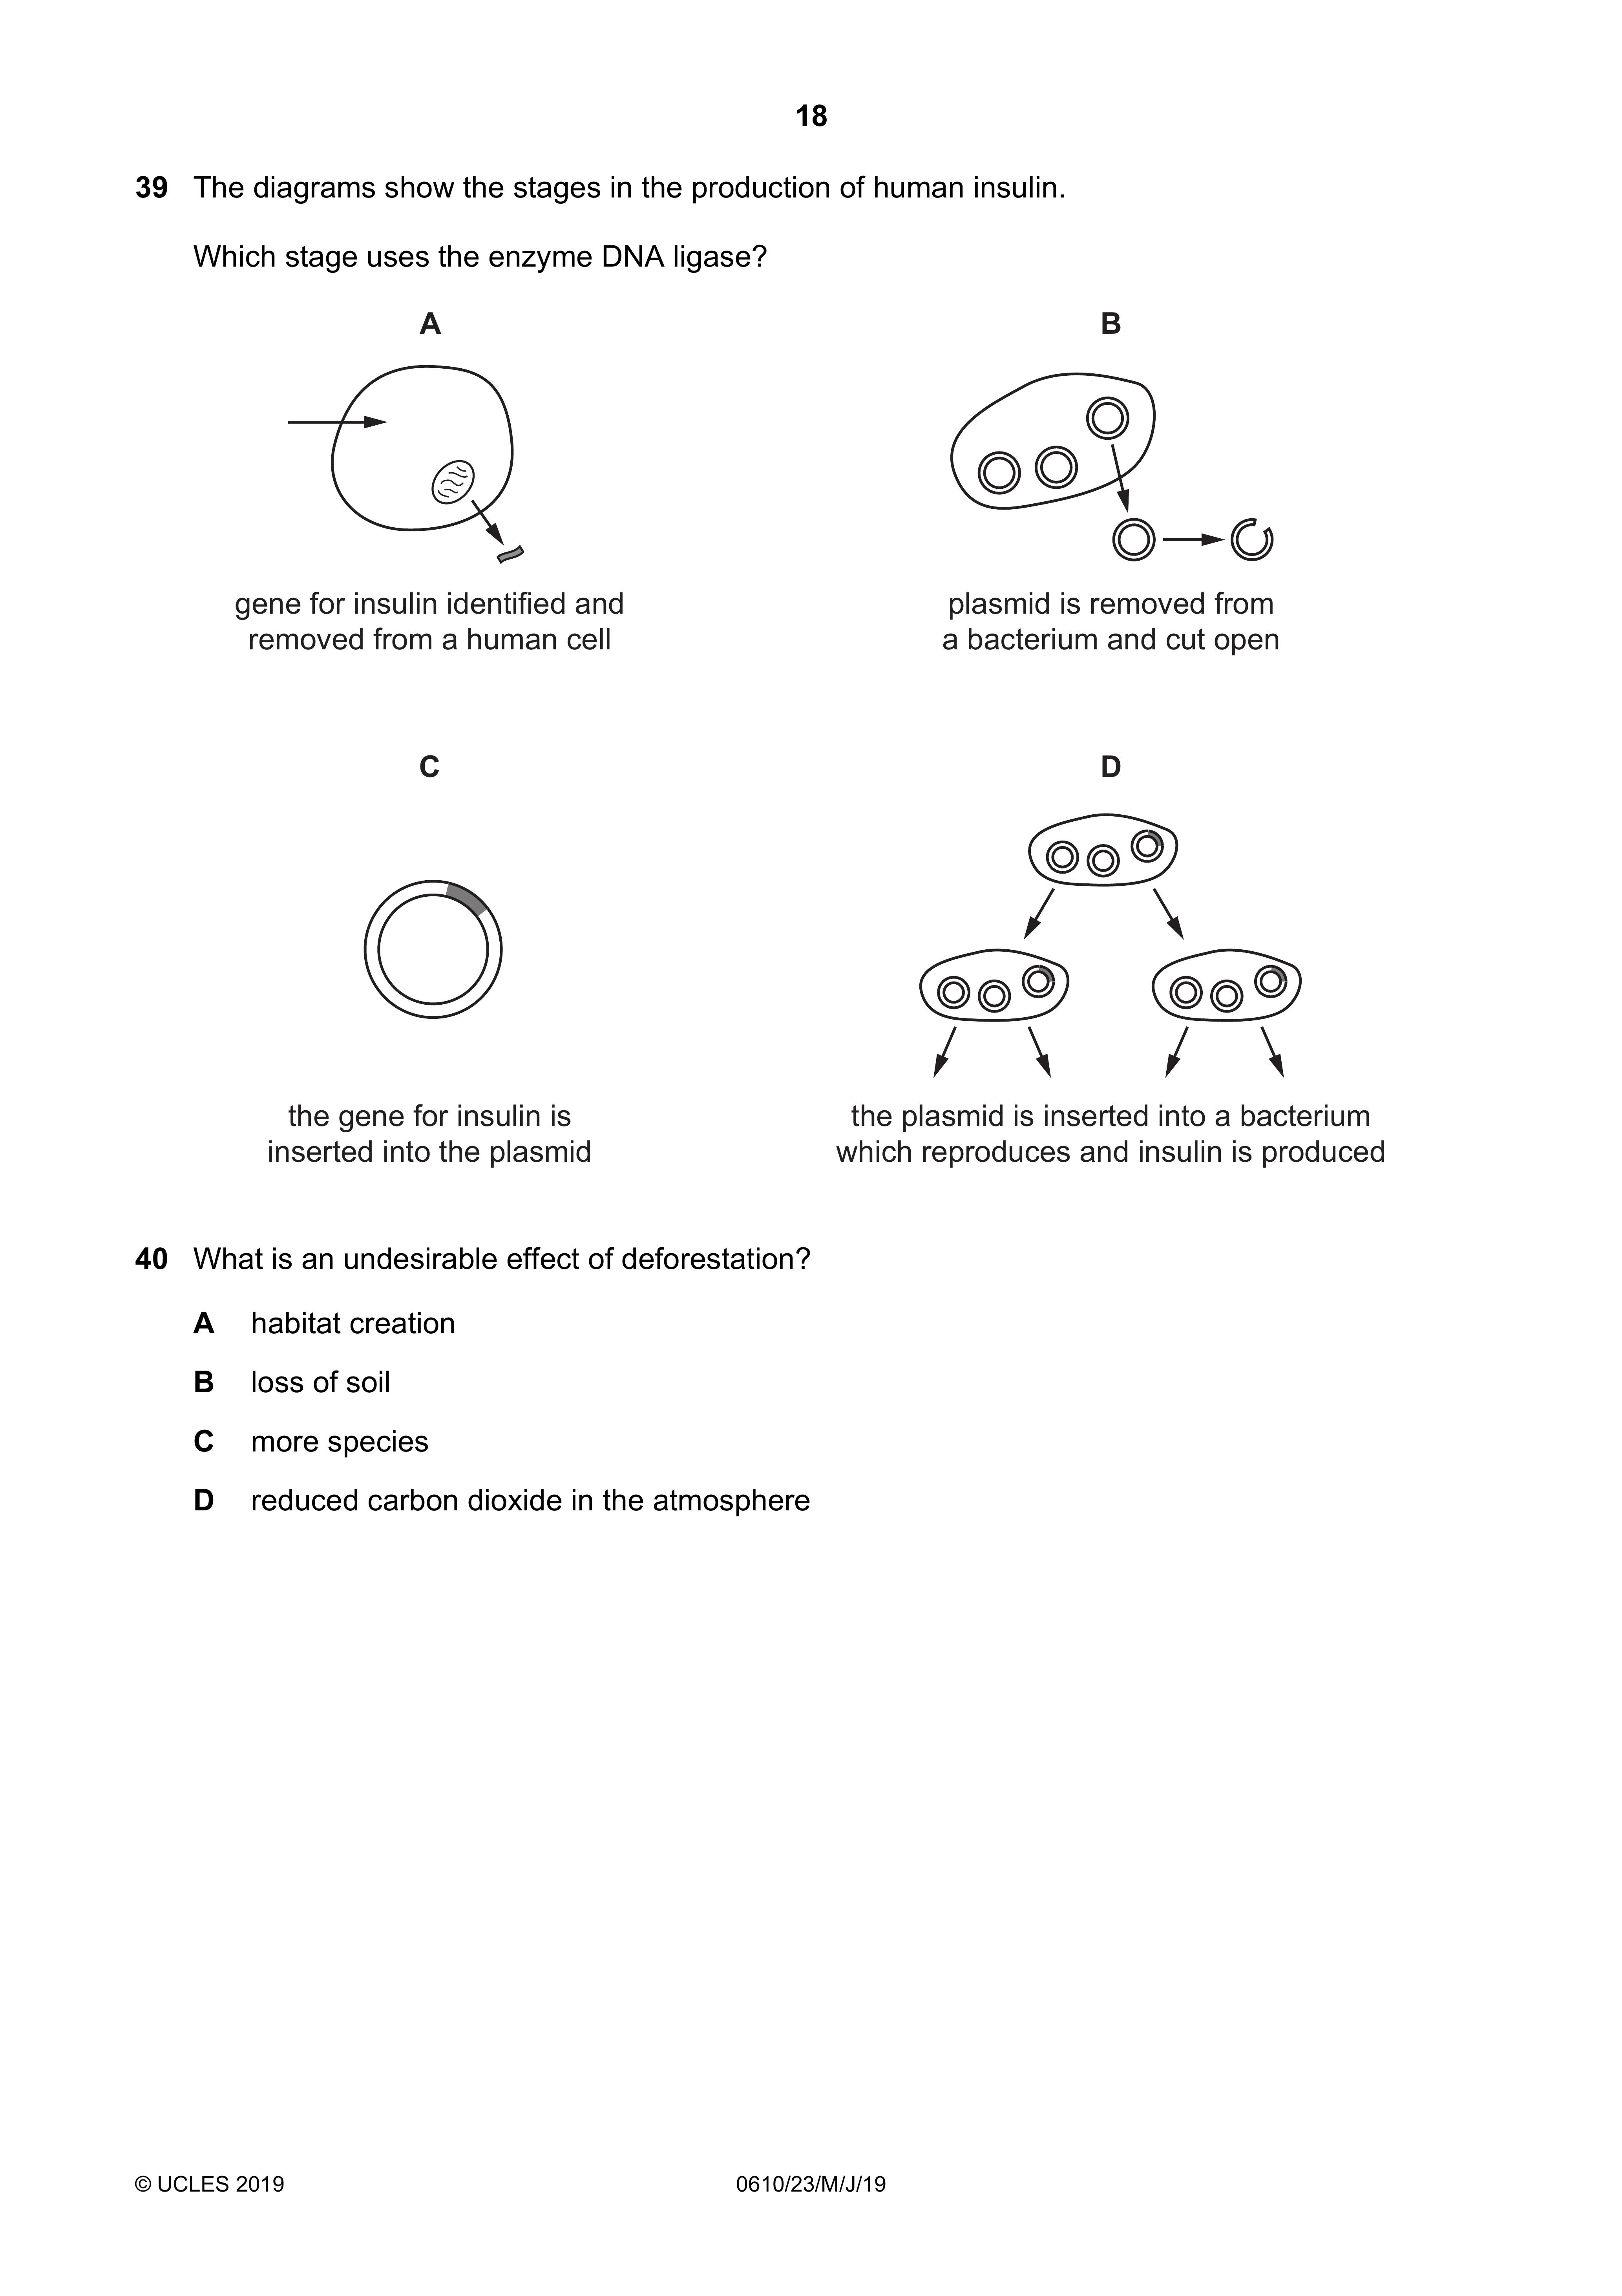 18
39 The diagrams show the stages in the production of human insulin.
Which stage uses the enzyme DNA ligase?
A
B
gene for insulin identified and
removed from a human cell
plasmid is removed from
a bacterium and cut open
C
D
the gene for insulin is
inserted into the plasmid
the plasmid is inserted into a bacterium
which reproduces and insulin is produced
40 What is an undesirable effect of deforestation?
A habitat creation
B loss of soil
C more species
D reduced carbon dioxide in the atmosphere
© UCLES 2019
0610/23/M/J/19